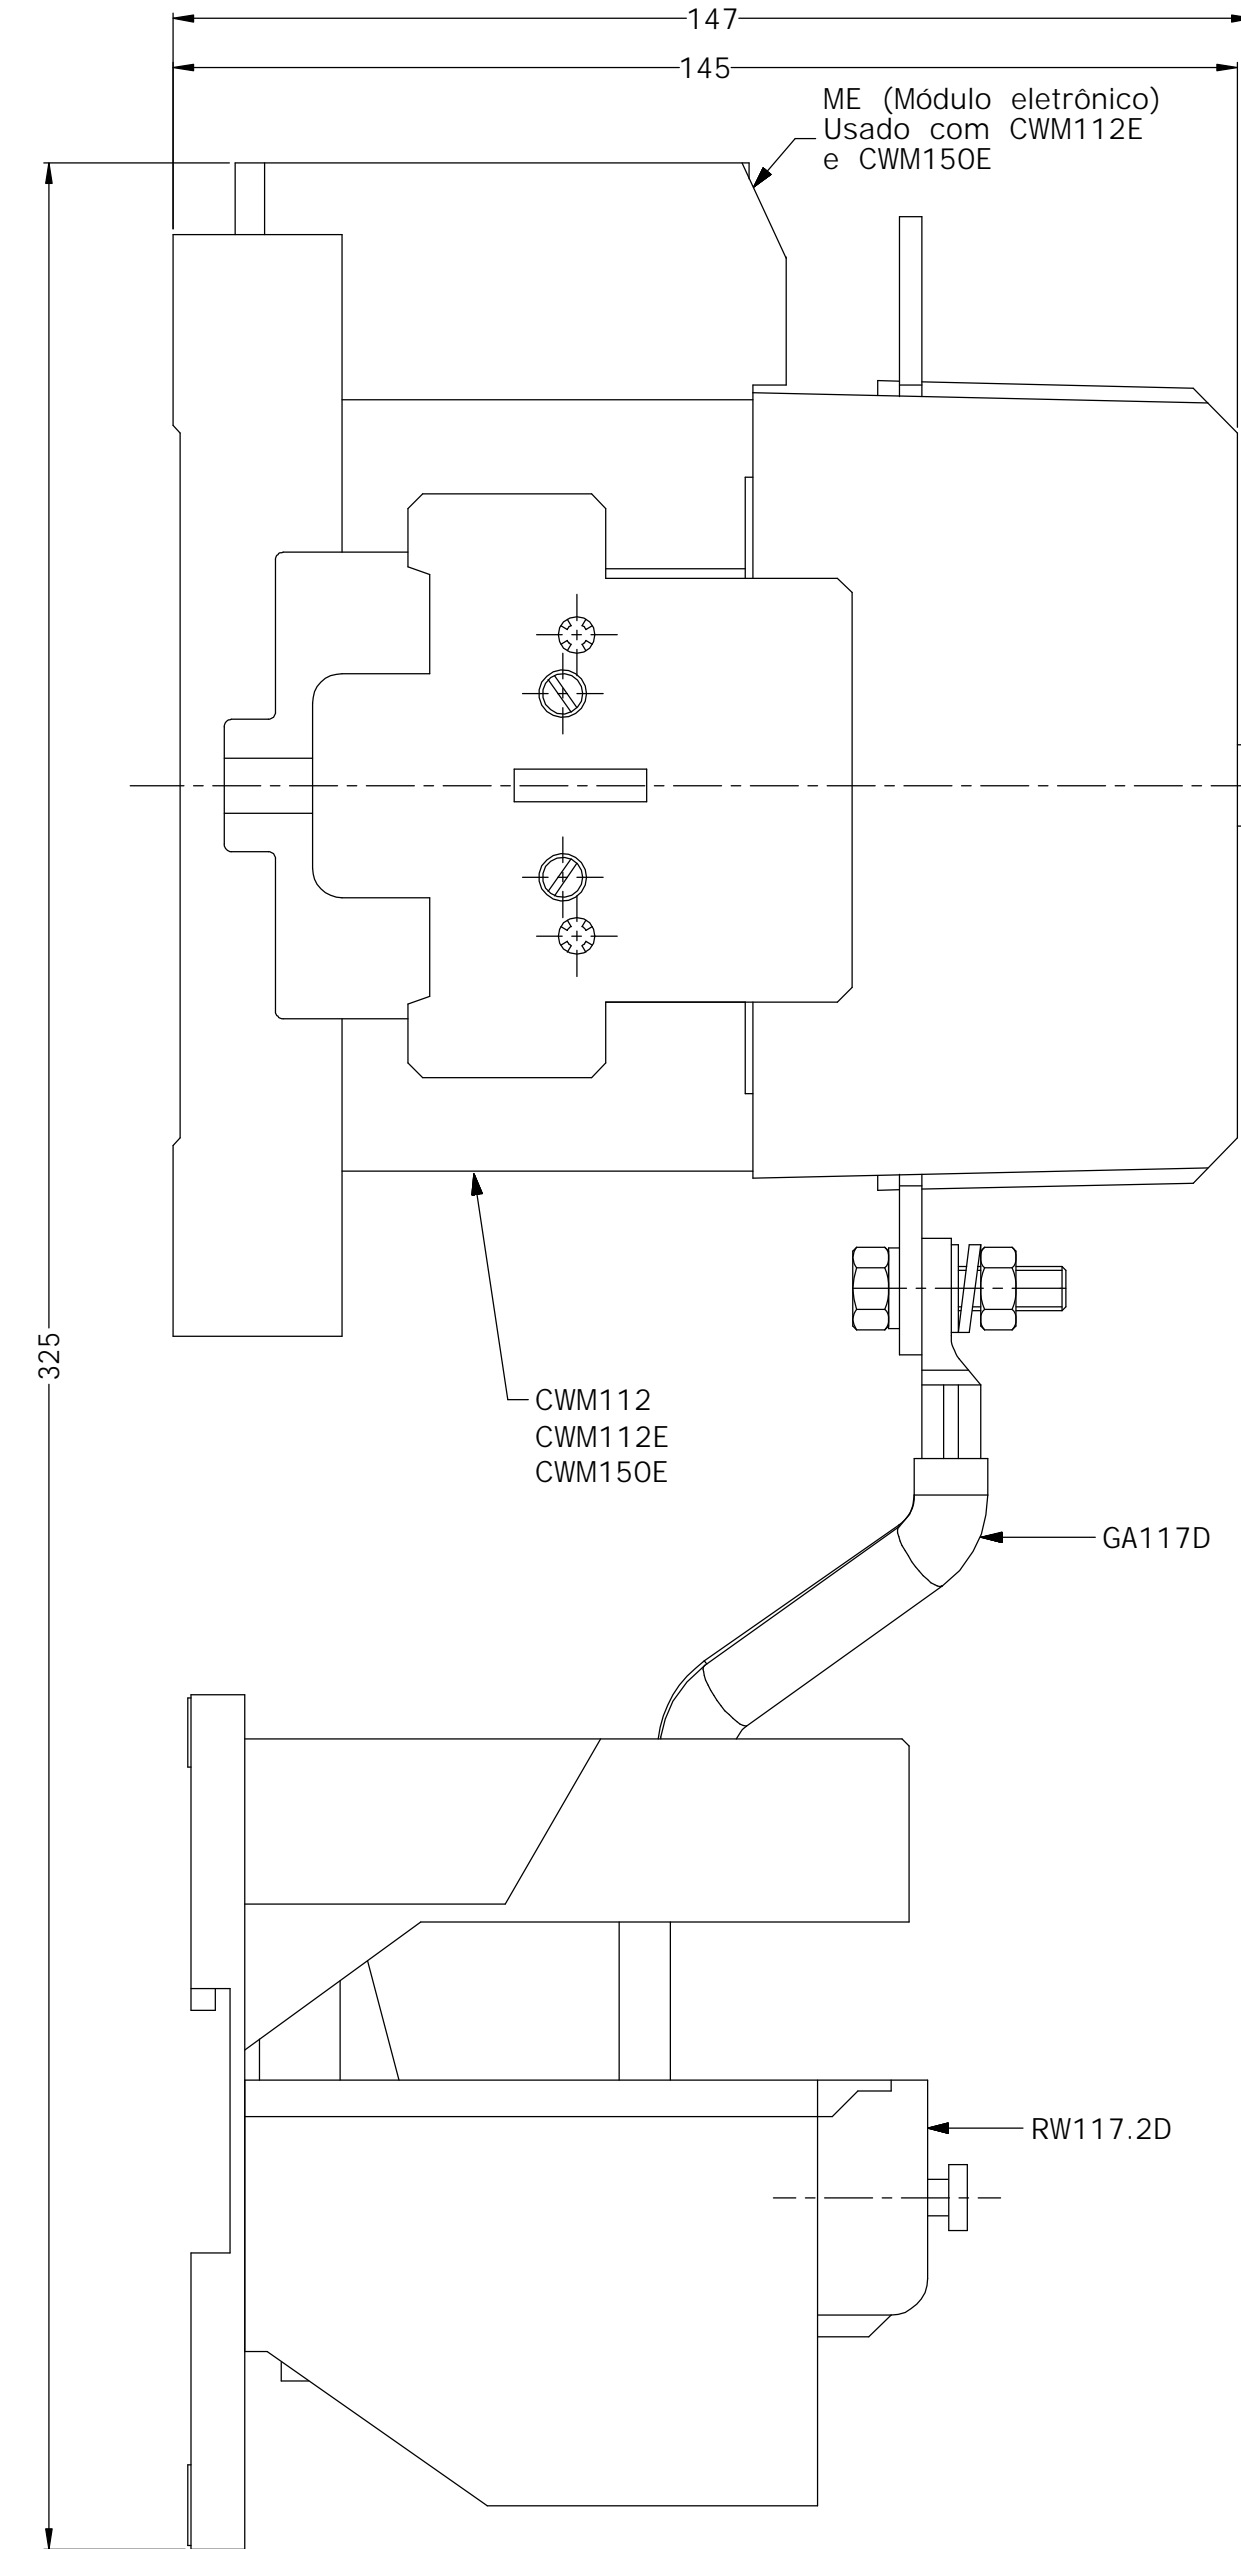 147
145
ME (Módulo eletrônico)
Usado com CWM112E
e CWM150E
325
CWM112
CWM112E
CWM150E
GA117D
RW117.2D